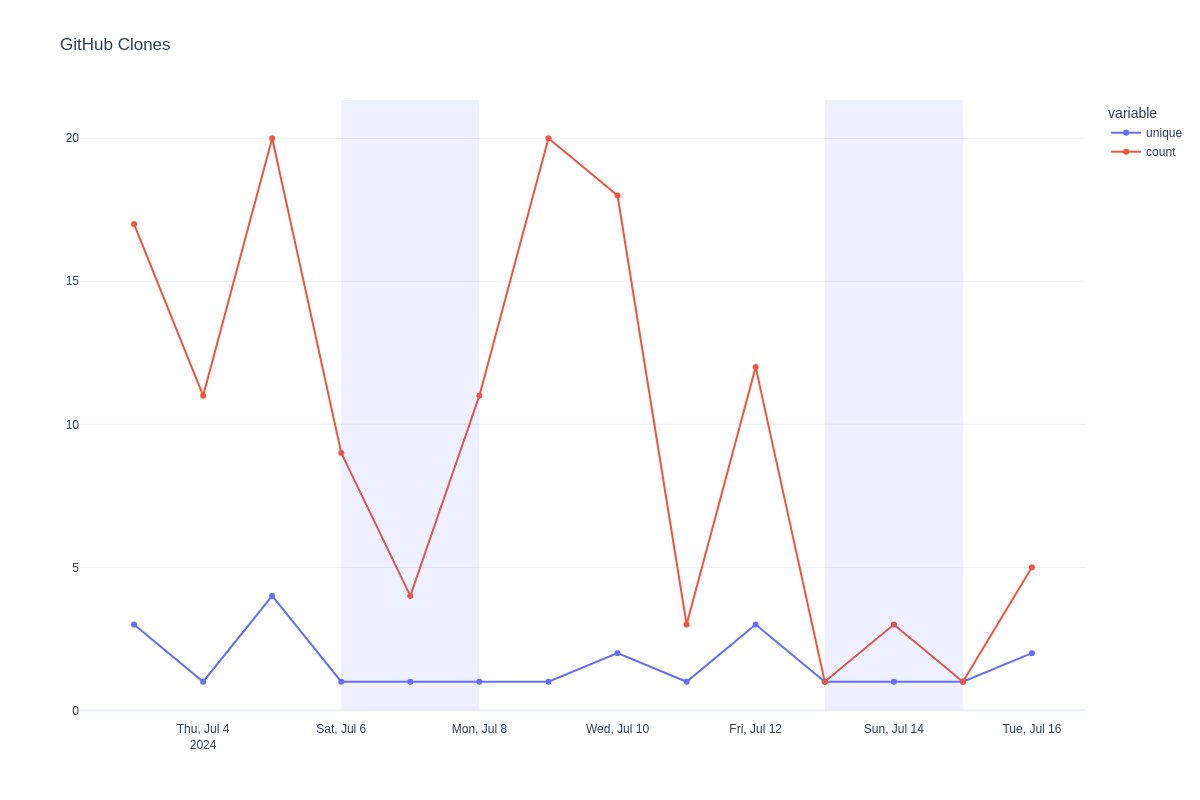 GitHub Clones
variable
unique
count
20
15
10
5
0
Thu, Jul 4
2024
Sat, Jul 6
Mon, Jul 8
Wed, Jul 10
Fri, Jul 12
Sun, Jul 14
Tue, Jul 16